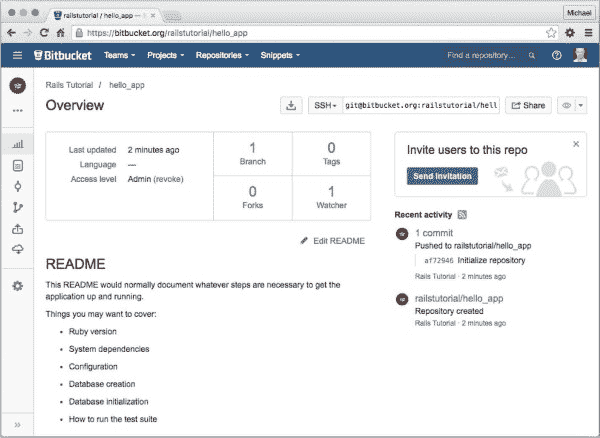 railstutorial / hello_app —
Michael
https://bitbucket.org/railstutorial/hello_app
Bitbucket Teams Projects Repositories Snippets Find a repository...
Rails Tutorial / hello_app
Overview
SSH git@bitbucket.org:railstutorial/hell Share
Last updated 2 minutes ago
Language —
Access level Admin (revoke)
1
Branch
0
Tags
0
Forks
1
Watcher
Invite users to this repo
Send invitation
Edit README
README
This README would normally document whatever steps are necessary to get the
application up and running.
Things you may want to cover:
• Ruby version
• System dependencies
• Configuration
• Database creation
• Database initialization
• How to run the test suite
Recent activity
1 commit
Pushed to railstutorial/hello_app
af72946 Initialize repository
Rails Tutorial · 2 minutes ago
railstutorial/hello_app
Repository created
Rails Tutorial · 2 minutes ago